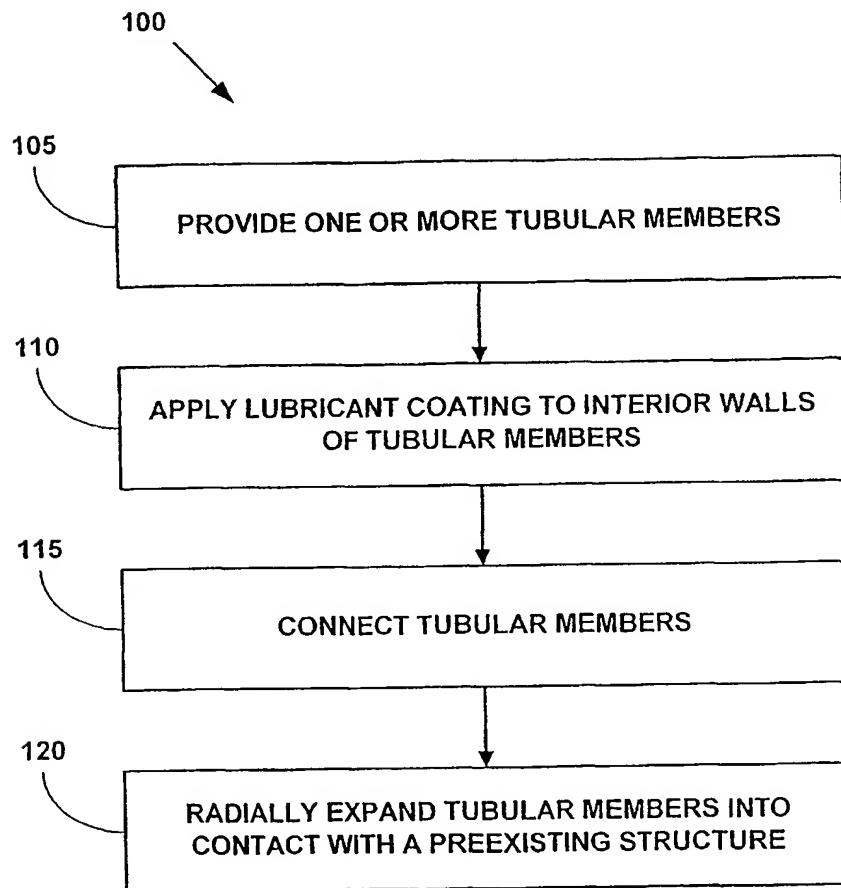 100
105
PROVIDE ONE OR MORE TUBULAR MEMBERS
110
APPLY LUBRICANT COATING TO INTERIOR WALLS
OF TUBULAR MEMBERS
115
CONNECT TUBULAR MEMBERS
120
RADIALLY EXPAND TUBULAR MEMBERS INTO
CONTACT WITH A PREEXISTING STRUCTURE